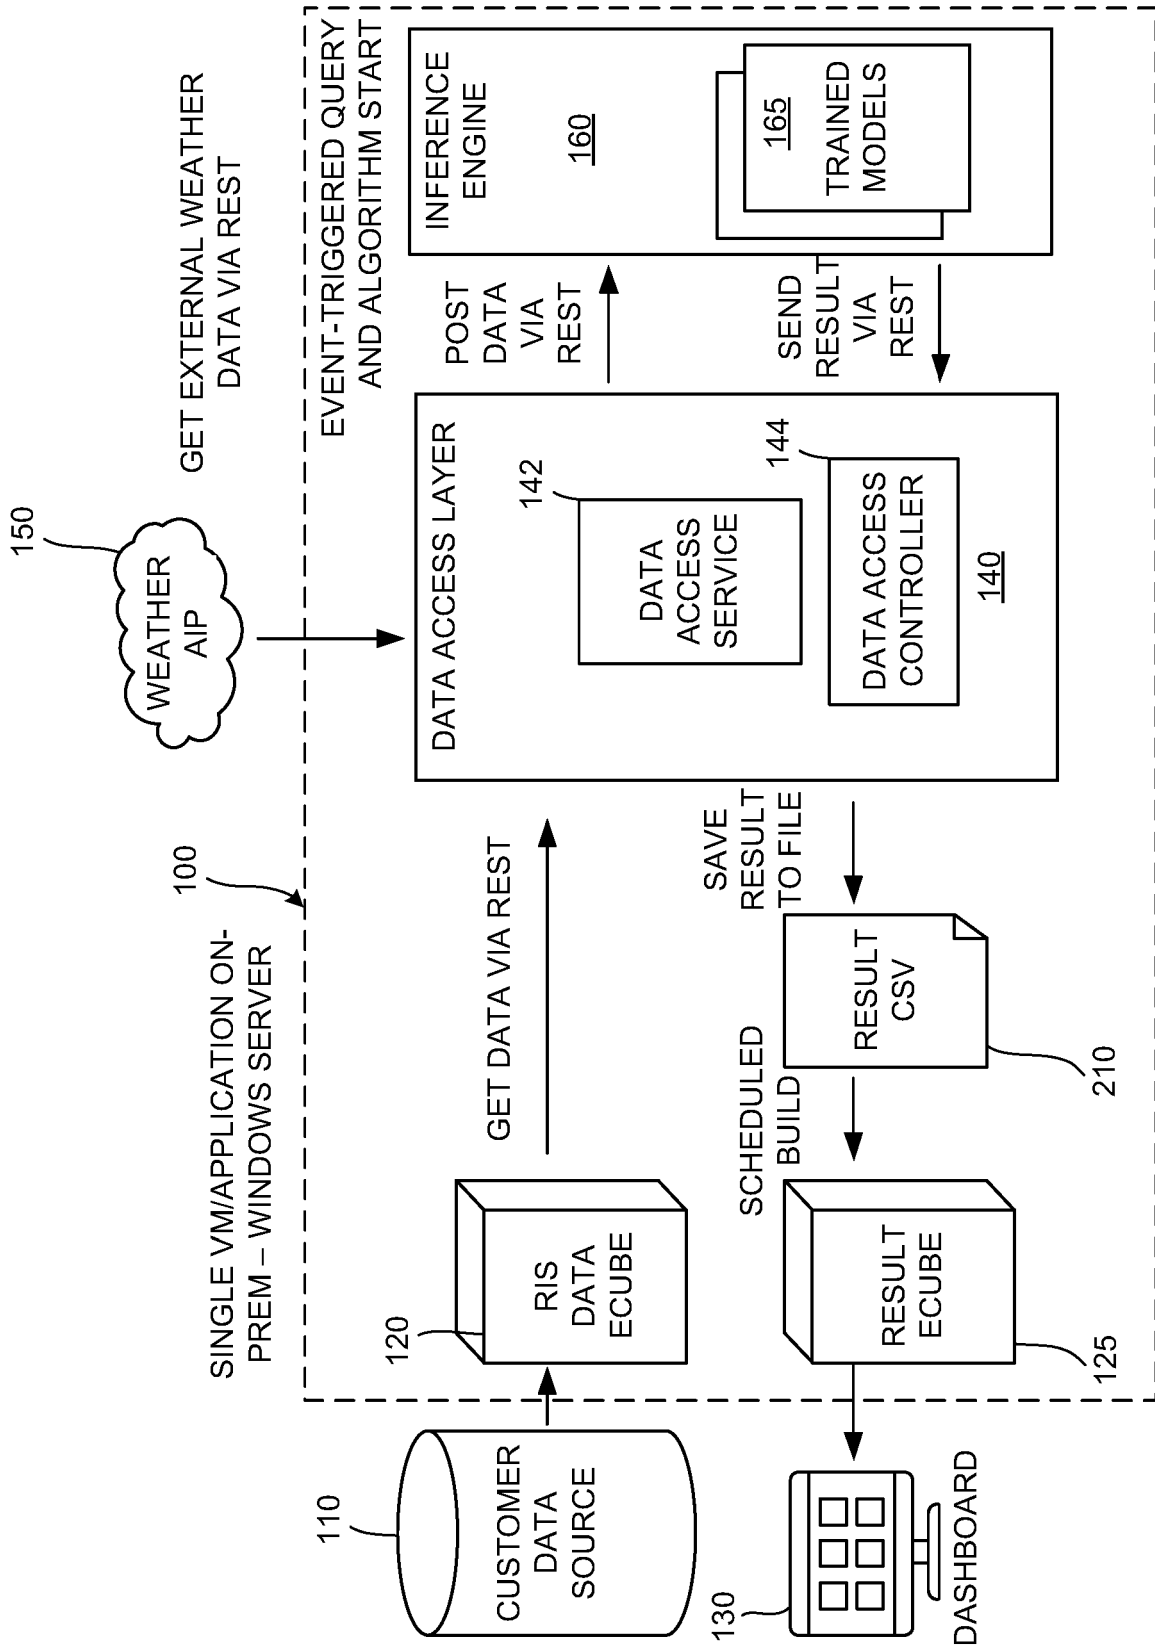 150
WEATHER
AIP
GET EXTERNAL WEATHER
DATA VIA REST
SINGLE VM/APPLICATION ON-
PREM – WINDOWS SERVER
100
EVENT-TRIGGERED QUERY
AND ALGORITHM START
110
CUSTOMER
DATA
SOURCE
120
RIS
DATA
ECUBE
GET DATA VIA REST
DATA ACCESS LAYER
142
DATA
ACCESS
SERVICE
144
DATA ACCESS
CONTROLLER
140
POST
DATA
VIA
REST
INFERENCE
ENGINE
160
165
TRAINED
MODELS
SEND
RESULT
VIA
REST
SAVE
RESULT
TO FILE
RESULT
CSV
210
SCHEDULED
BUILD
RESULT
ECUBE
125
130
DASHBOARD